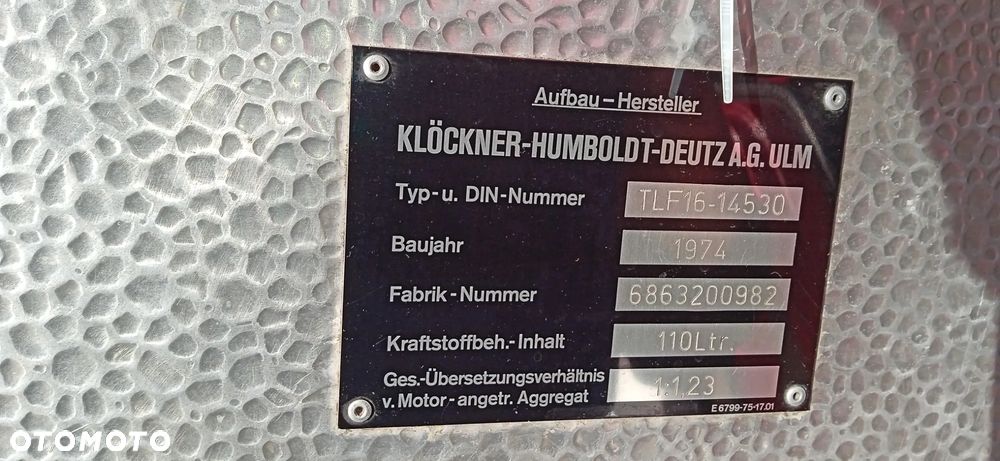 Aufbau-Hersteller
KLÖCKNER-HUMBOLDT-DEUTZ A.G. ULM
Typ-u. DIN-Nummer TLF16-14530
Baujahr 1974
Fabrik-Nummer 6863200982
Kraftstoffbeh.-Inhalt 110Ltr.
Ges.-Übersetzungsverhältnis
v. Motor-angetr. Aggregat 1:1,23
E 6799-75-17.01
OTOMOTO